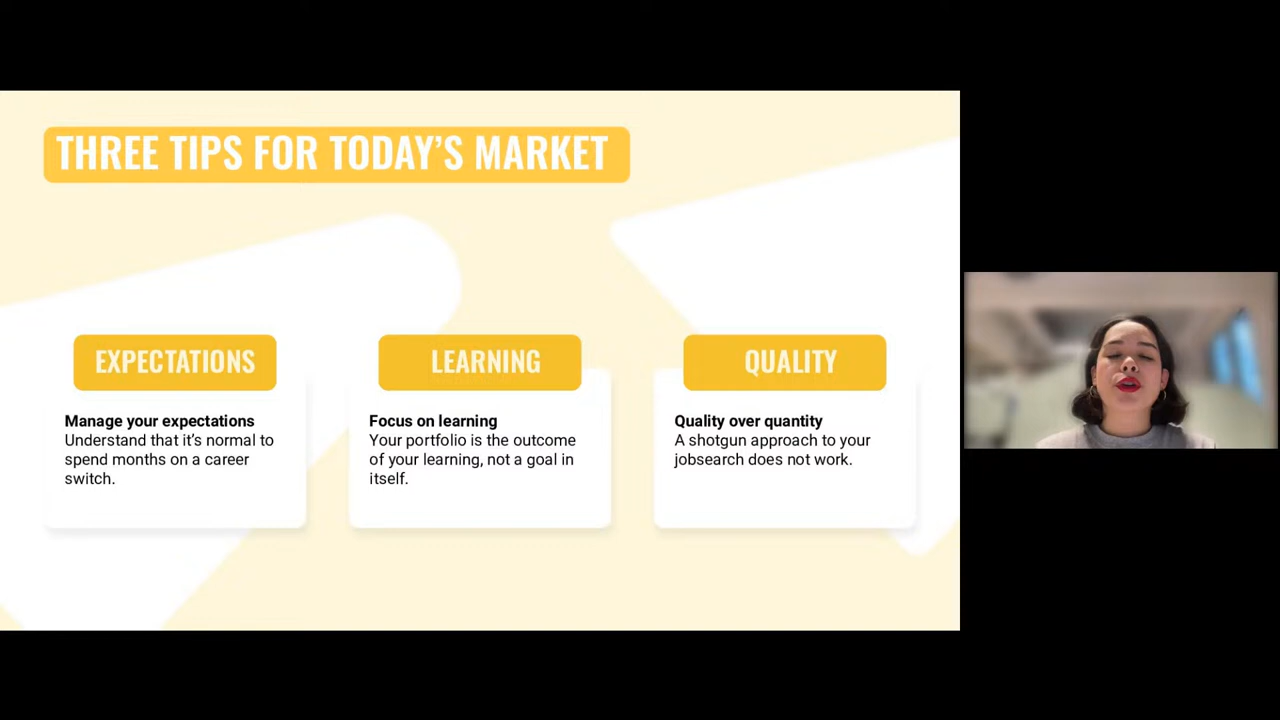 THREE TIPS FOR TODAY’S MARKET
EXPECTATIONS
Manage your expectations
Understand that it’s normal to
spend months on a career
switch.
LEARNING
Focus on learning
Your portfolio is the outcome
of your learning, not a goal in
itself.
QUALITY
Quality over quantity
A shotgun approach to your
jobsearch does not work.